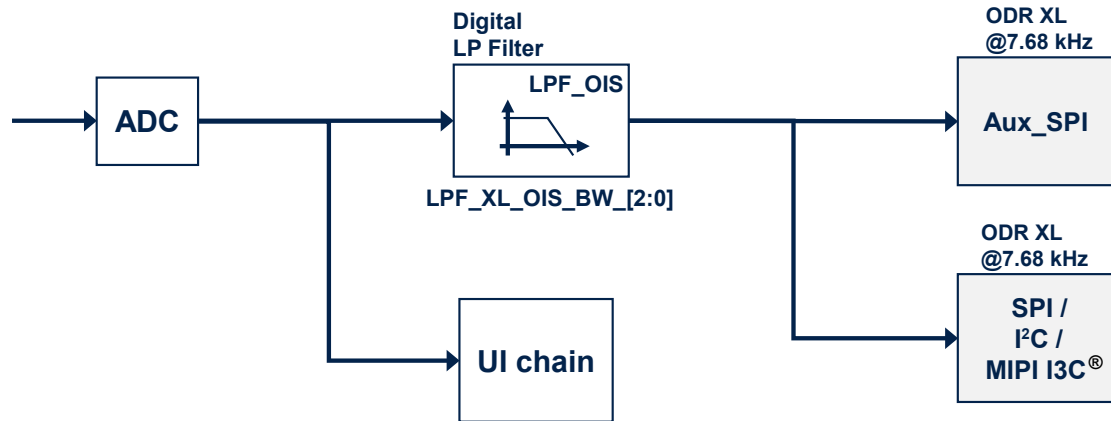 Digital
LP Filter
ODR XL
@7.68 kHz
ADC
LPF_OIS
Aux_SPI
LPF_XL_OIS_BW_[2:0]
ODR XL
@7.68 kHz
UI chain
SPI /
I²C /
MIPI I3C®